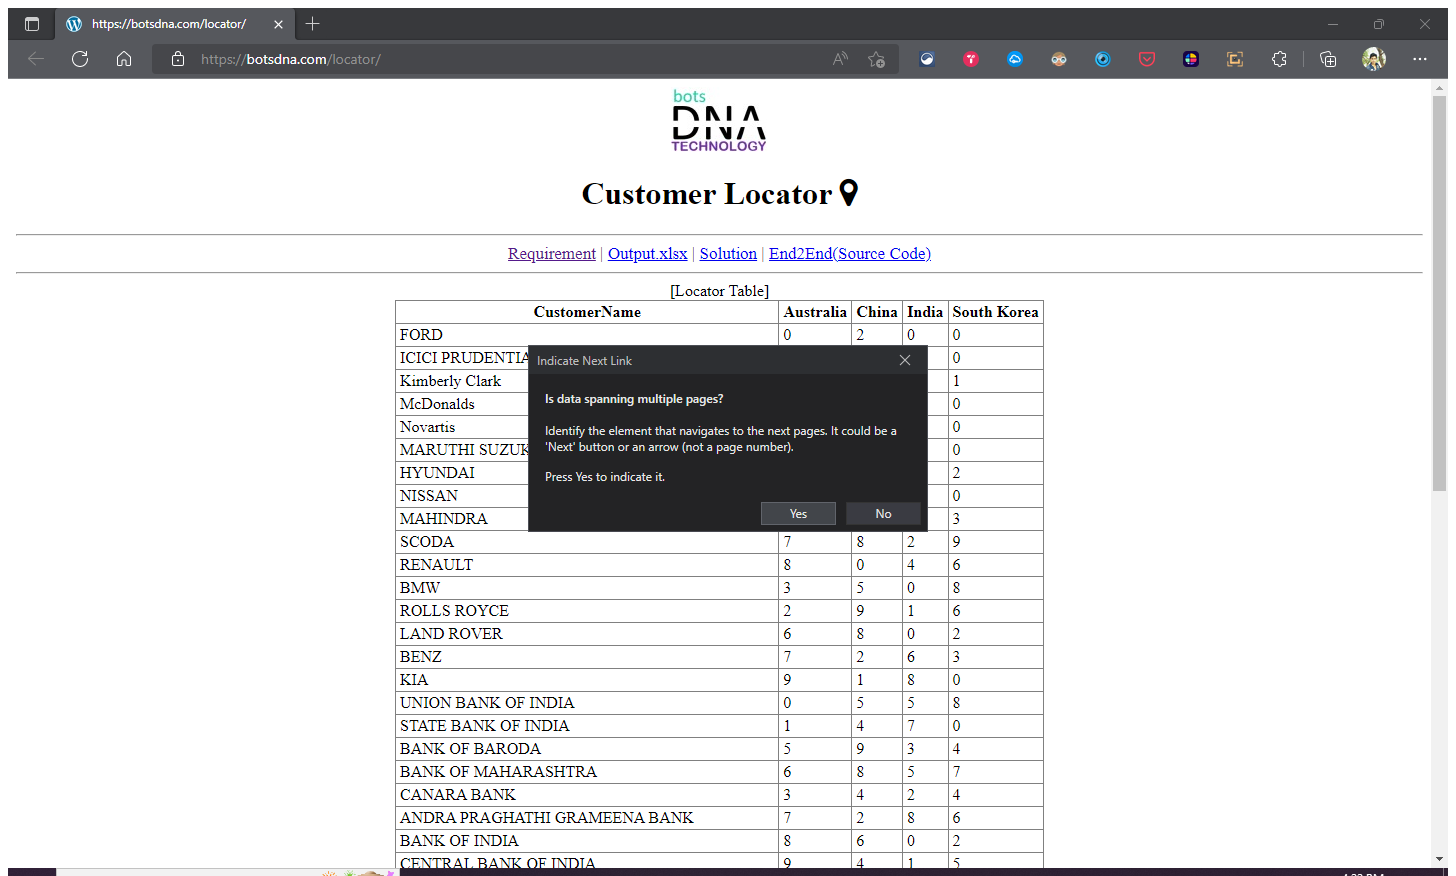 https://botsdna.com/locator/
https://botsdna.com/locator/
bots
DNA
TECHNOLOGY
Customer Locator
Requirement | Output.xlsx | Solution | End2End(Source Code)
[Locator Table]
CustomerName Australia China India South Korea
FORD 0 2 0 0
ICICI PRUDENTIA 0
Kimberly Clark 1
McDonalds 0
Novartis 0
MARUTHI SUZUK 0
HYUNDAI 2
NISSAN 0
MAHINDRA 3
Indicate Next Link
Is data spanning multiple pages?
Identify the element that navigates to the next pages. It could be a
'Next' button or an arrow (not a page number).
Press Yes to indicate it.
Yes No
SCODA 7 8 2 9
RENAULT 8 0 4 6
BMW 3 5 0 8
ROLLS ROYCE 2 9 1 6
LAND ROVER 6 8 0 2
BENZ 7 2 6 3
KIA 9 1 8 0
UNION BANK OF INDIA 0 5 5 8
STATE BANK OF INDIA 1 4 7 0
BANK OF BARODA 5 9 3 4
BANK OF MAHARASHTRA 6 8 5 7
CANARA BANK 3 4 2 4
ANDRA PRAGHATHI GRAMEENA BANK 7 2 8 6
BANK OF INDIA 8 6 0 2
CENTRAL BANK OF INDIA 9 4 1 5